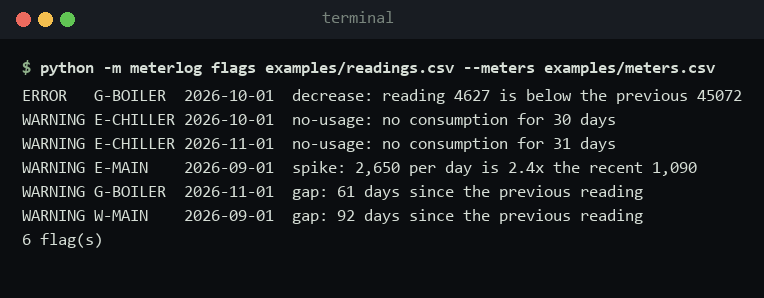 terminal
$ python -m meterlog flags examples/readings.csv --meters examples/meters.csv
ERROR   G-BOILER  2026-10-01  decrease: reading 4627 is below the previous 45072
WARNING E-CHILLER 2026-10-01  no-usage: no consumption for 30 days
WARNING E-CHILLER 2026-11-01  no-usage: no consumption for 31 days
WARNING E-MAIN    2026-09-01  spike: 2,650 per day is 2.4x the recent 1,090
WARNING G-BOILER  2026-11-01  gap: 61 days since the previous reading
WARNING W-MAIN    2026-09-01  gap: 92 days since the previous reading
6 flag(s)